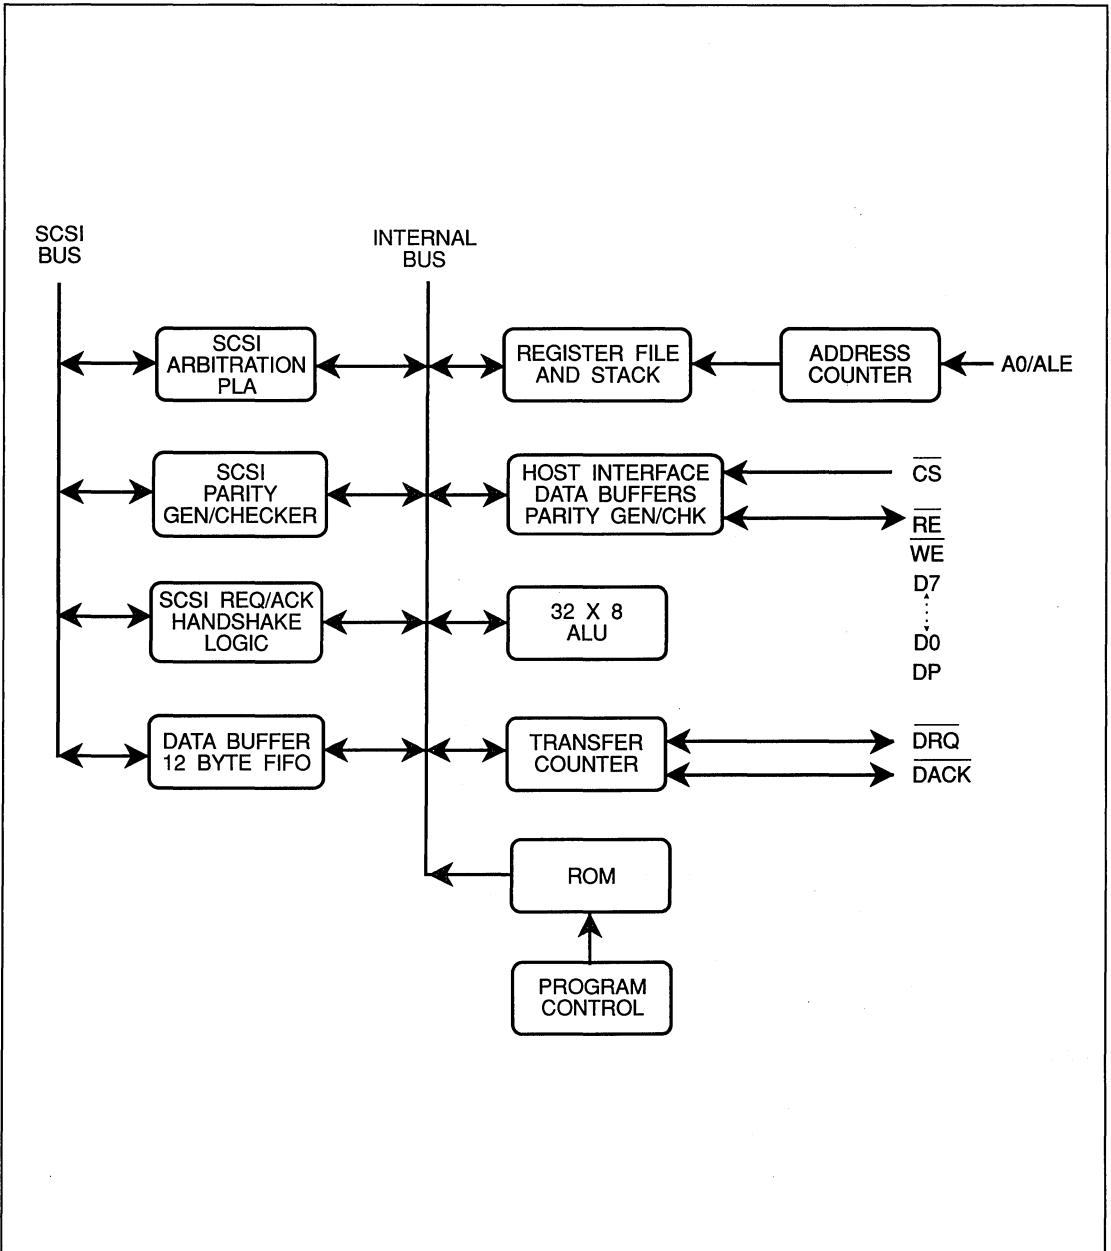 SCSI
BUS
INTERNAL
BUS
SCSI
ARBITRATION
PLA
REGISTER FILE
AND STACK
ADDRESS
COUNTER
A0/ALE
SCSI
PARITY
GEN/CHECKER
HOST INTERFACE
DATA BUFFERS
PARITY GEN/CHK
CS
RE
WE
D7
D0
DP
SCSI REQ/ACK
HANDSHAKE
LOGIC
32 X 8
ALU
DATA BUFFER
12 BYTE FIFO
TRANSFER
COUNTER
DRQ
DACK
ROM
PROGRAM
CONTROL